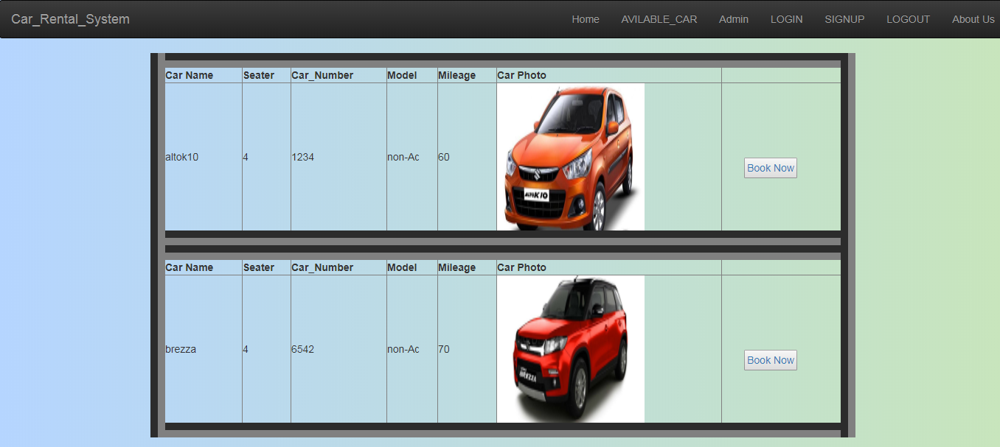 Car_Rental_System Home AVILABLE_CAR Admin LOGIN SIGNUP LOGOUT About Us
Car Name Seater Car_Number Model Mileage Car Photo
altok10 4 1234 non-Ac 60 Book Now
ALTO K10
Car Name Seater Car_Number Model Mileage Car Photo
brezza 4 6542 non-Ac 70 Book Now
BREZZA